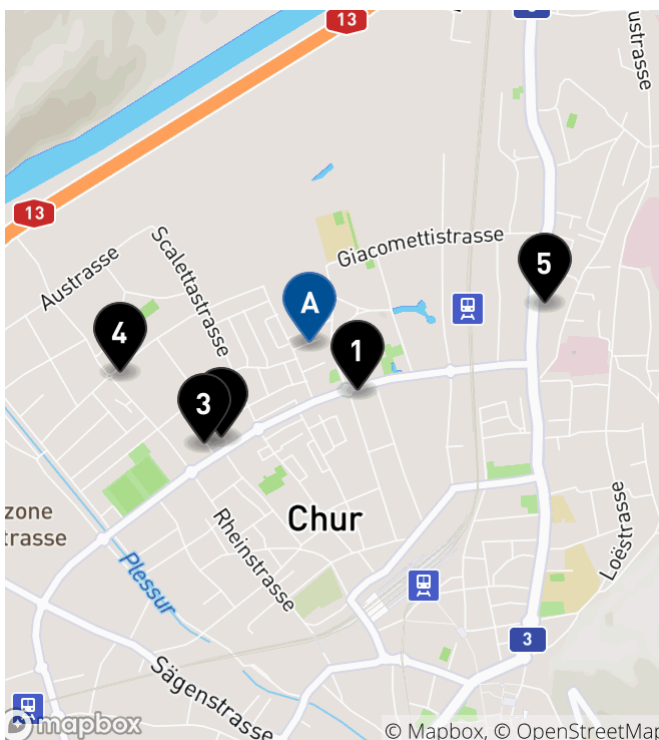 13
ustrasse
13
Giacomettistrasse
Scalettastrasse
Austrasse
5
A
4
1
3
zone
trasse
Chur
Rheinstrasse
Loëstrasse
Plessur
3
Sägenstrasse
mapbox
© Mapbox, © OpenStreetMap